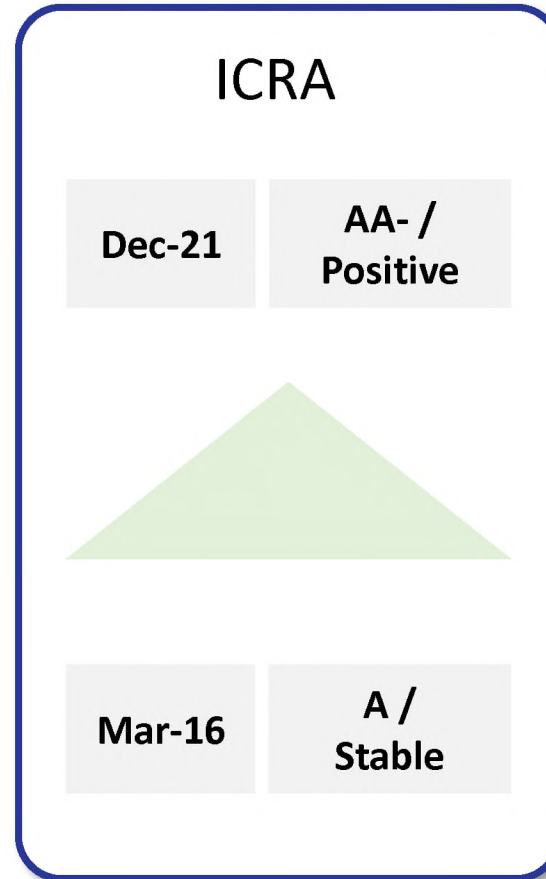 ICRA
Dec-21
AA- /
Positive
Mar-16
A /
Stable